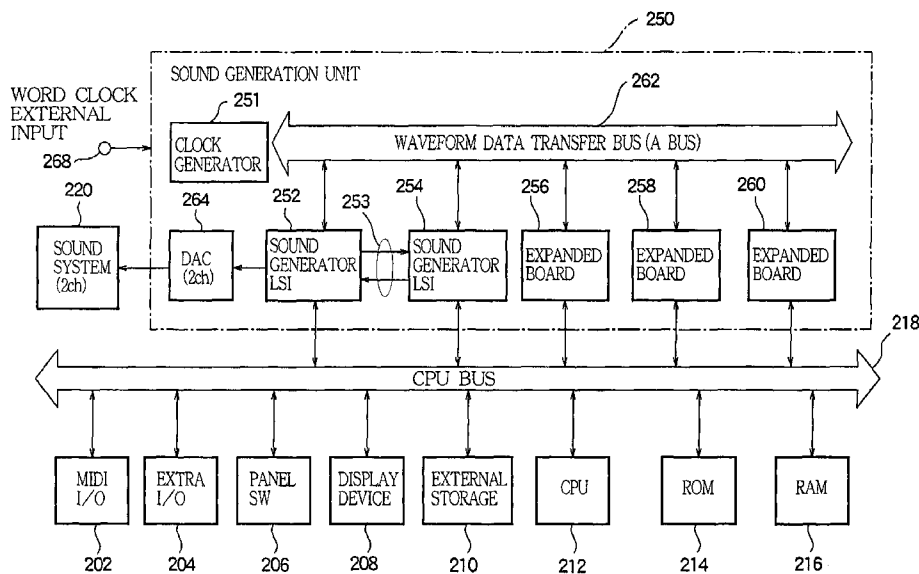 250
SOUND GENERATION UNIT
WORD CLOCK
EXTERNAL
INPUT
268
251
CLOCK
GENERATOR
262
WAVEFORM DATA TRANSFER BUS (A BUS)
220
SOUND
SYSTEM
(2ch)
264
DAC
(2ch)
252
SOUND
GENERATOR
LSI
253
254
SOUND
GENERATOR
LSI
256
EXPANDED
BOARD
258
EXPANDED
BOARD
260
EXPANDED
BOARD
218
CPU BUS
MIDI
I/O
EXTRA
I/O
PANEL
SW
DISPLAY
DEVICE
EXTERNAL
STORAGE
CPU
ROM
RAM
202
204
206
208
210
212
214
216